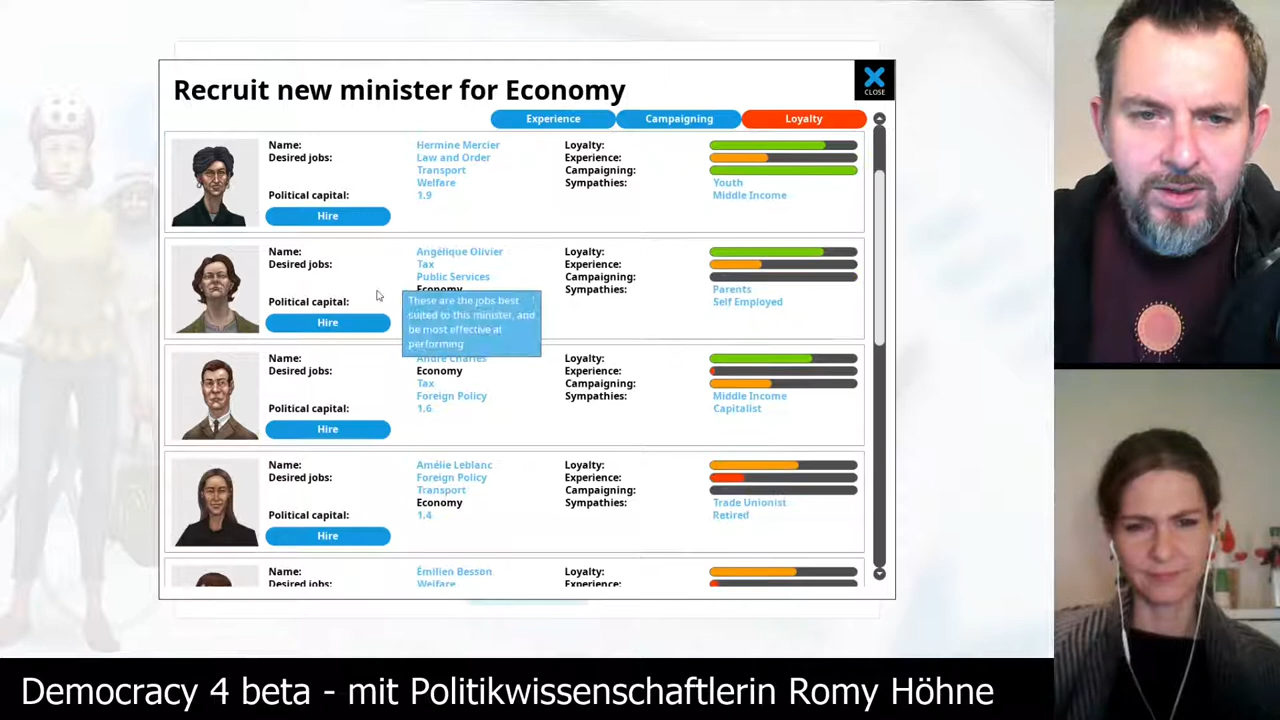 Recruit new minister for Economy
CLOSE
Experience Campaigning Loyalty
Name: Hermine Mercier Loyalty:
Desired jobs: Law and Order Experience:
Transport Campaigning:
Welfare Sympathies: Youth
Political capital: 1.9 Middle Income
Hire
Name: Angélique Olivier Loyalty:
Desired jobs: Tax Experience:
Public Services Campaigning:
Economy Sympathies: Parents
Political capital: Self Employed
Hire
These are the jobs best
suited to this minister, and
be most effective at
performing
Name: André Charles Loyalty:
Desired jobs: Economy Experience:
Tax Campaigning:
Foreign Policy Sympathies: Middle Income
Political capital: 1.6 Capitalist
Hire
Name: Amélie Leblanc Loyalty:
Desired jobs: Foreign Policy Experience:
Transport Campaigning:
Economy Sympathies: Trade Unionist
Political capital: 1.4 Retired
Hire
Name: Émilien Besson Loyalty:
Desired jobs: Welfare Experience:
Democracy 4 beta - mit Politikwissenschaftlerin Romy Höhne